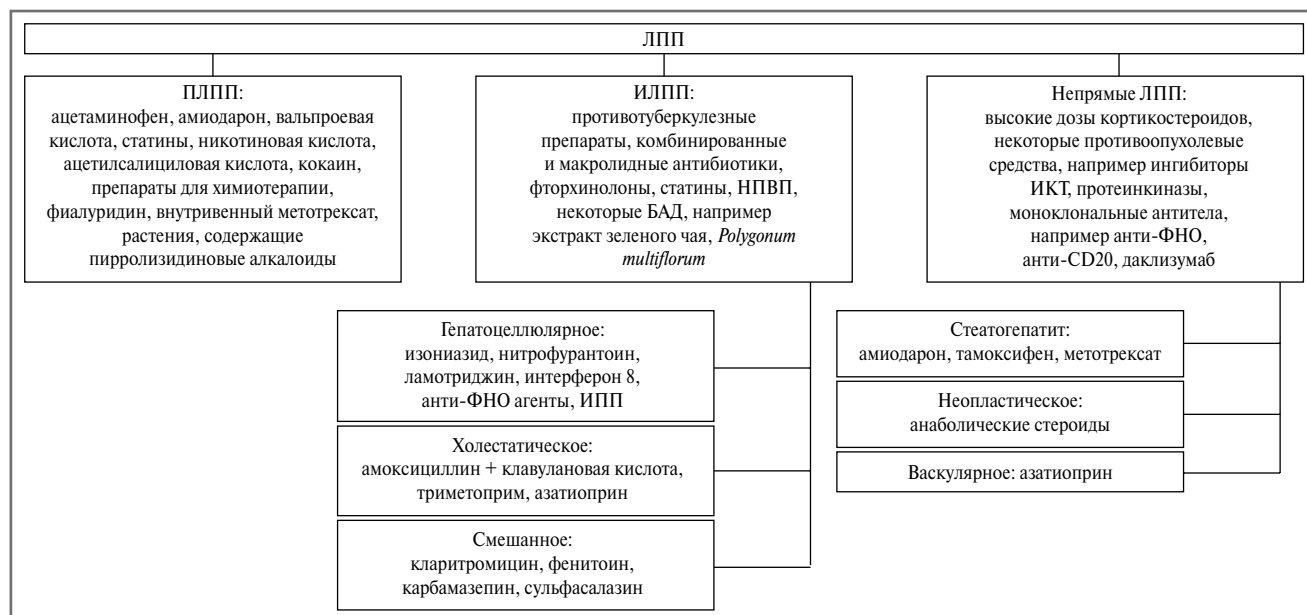 ЛПП
ПЛПП:
ацетаминофен, амиодарон, вальпроевая
кислота, статины, никотиновая кислота,
ацетилсалициловая кислота, кокаин,
препараты для химиотерапии,
фиалуридин, внутривенный метотрексат,
растения, содержащие
пирролизидиновые алкалоиды
ИЛПП:
противотуберкулезные
препараты, комбинированные
и макролидные антибиотики,
фторхинолоны, статины, НПВП,
некоторые БАД, например
экстракт зеленого чая, Polygonum
multiflorum
Непрямые ЛПП:
высокие дозы кортикостероидов,
некоторые противоопухолевые
средства, например ингибиторы
ИКТ, протеинкиназы,
моноклональные антитела,
например анти-ФНО,
анти-CD20, даклизумаб
Гепатоцеллюлярное:
изониазид, нитрофурантоин,
ламотриджин, интерферон 8,
анти-ФНО агенты, ИПП
Холестатическое:
амоксициллин + клавулановая кислота,
триметоприм, азатиоприн
Смешанное:
кларитромицин, фенитоин,
карбамазепин, сульфасалазин
Стеатогепатит:
амиодарон, тамоксифен, метотрексат
Неопластическое:
анаболические стероиды
Васкулярное: азатиоприн